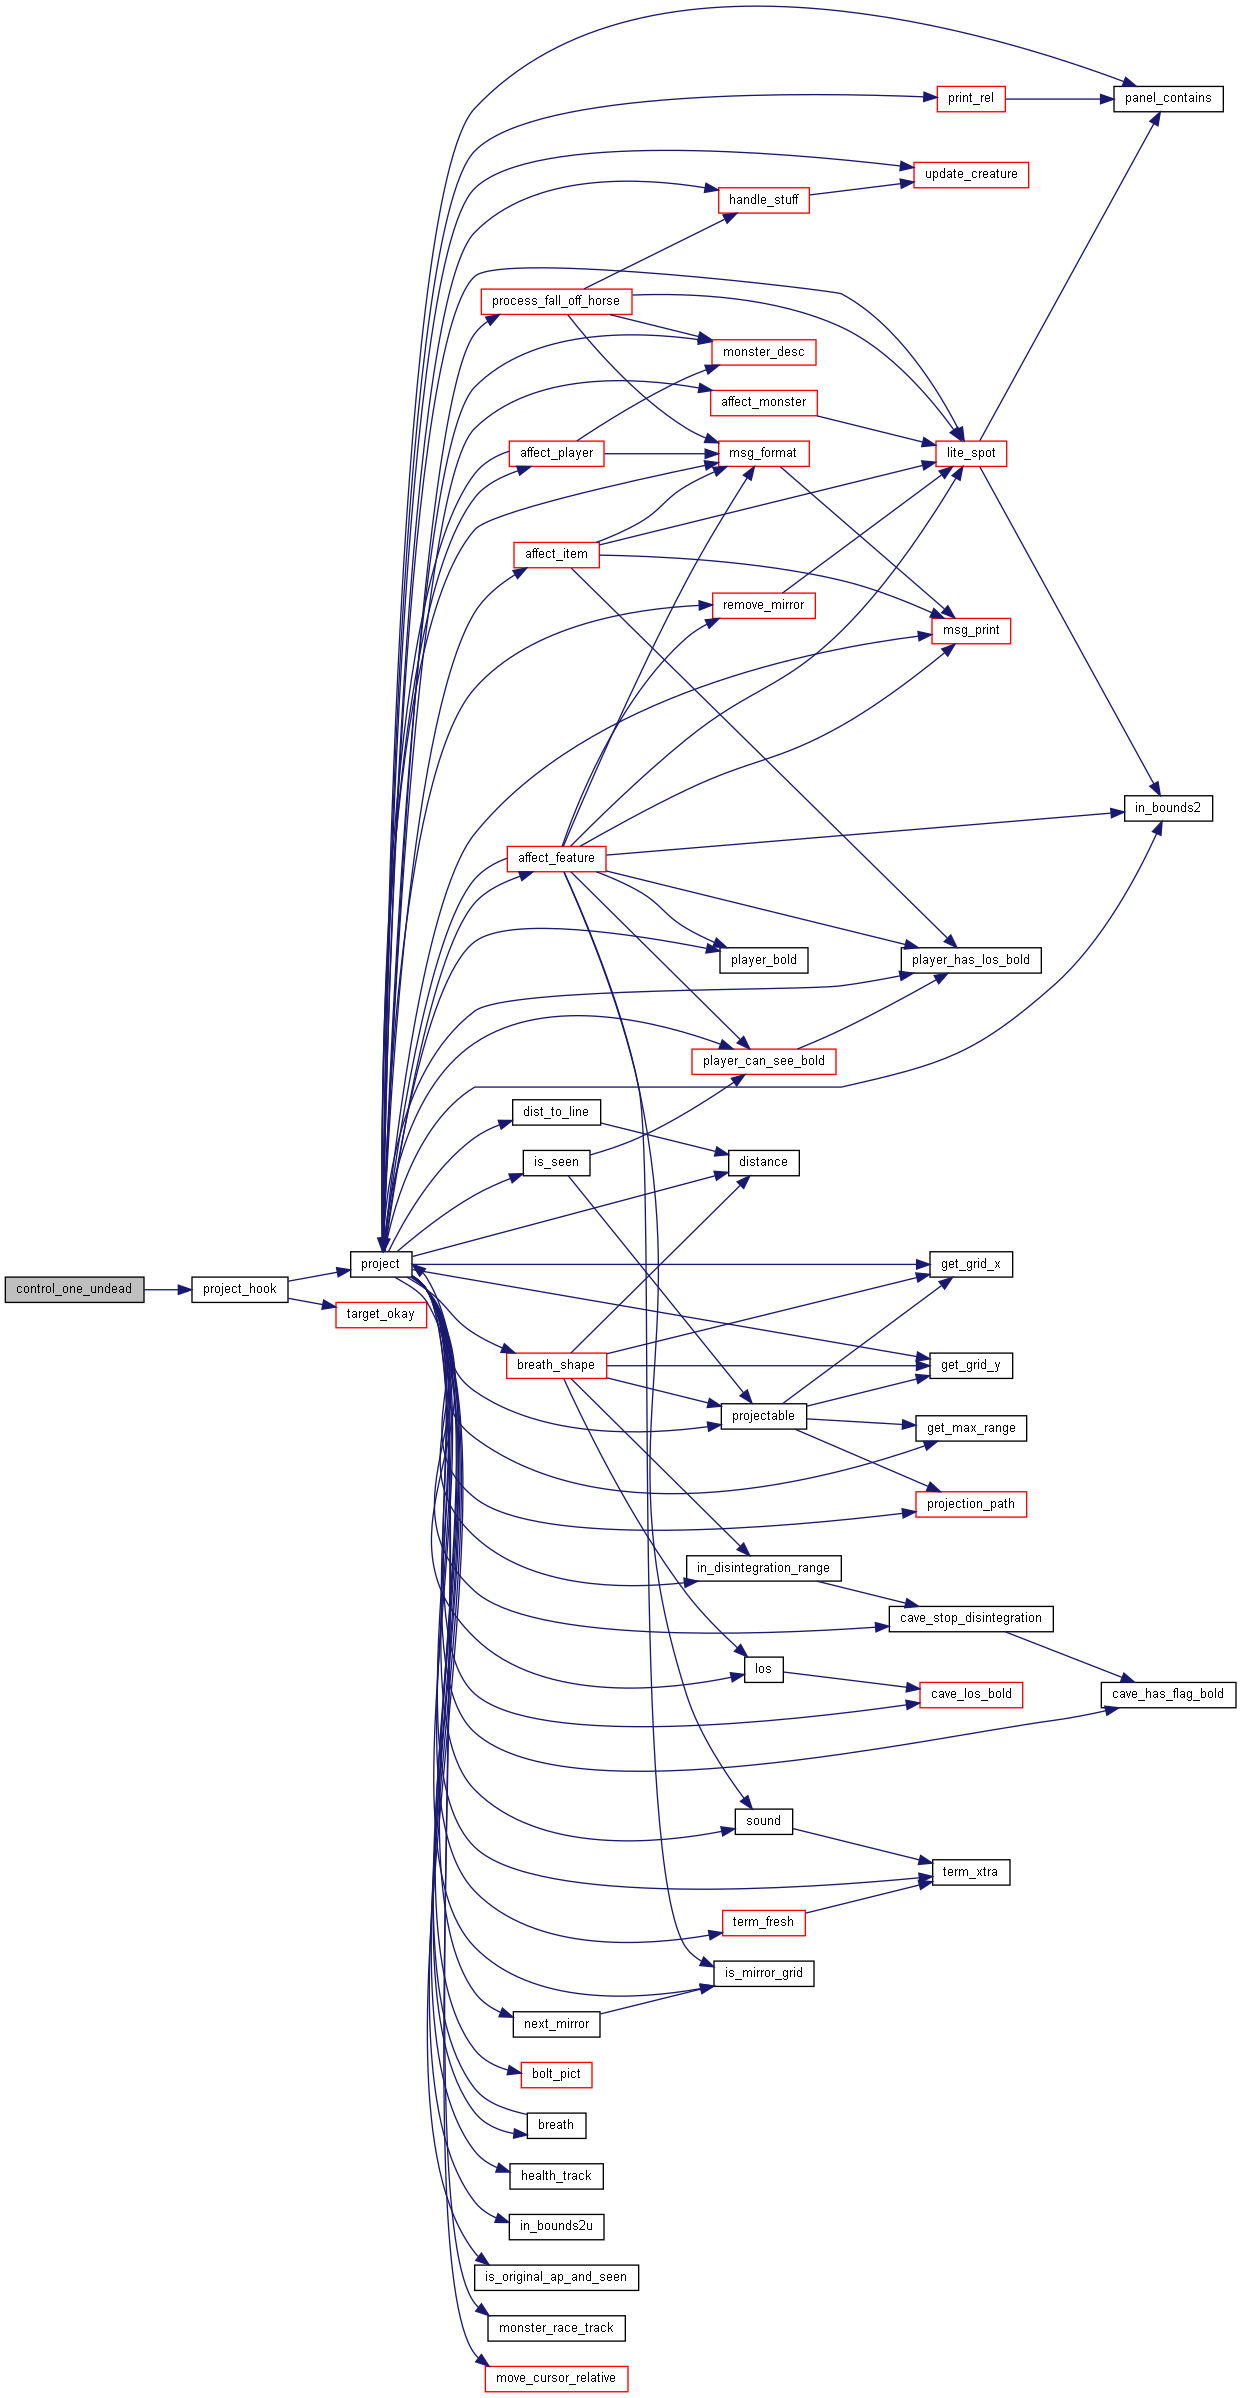 panel_contains
print_rel
update_creature
handle_stuff
process_fall_off_horse
monster_desc
affect_monster
affect_player
msg_format
lite_spot
affect_item
remove_mirror
msg_print
in_bounds2
affect_feature
player_bold
player_has_los_bold
player_can_see_bold
dist_to_line
is_seen
distance
project
get_grid_x
control_one_undead
project_hook
target_okay
breath_shape
get_grid_y
projectable
get_max_range
projection_path
in_disintegration_range
cave_stop_disintegration
los
cave_los_bold
cave_has_flag_bold
sound
term_xtra
term_fresh
is_mirror_grid
next_mirror
bolt_pict
breath
health_track
in_bounds2u
is_original_ap_and_seen
monster_race_track
move_cursor_relative